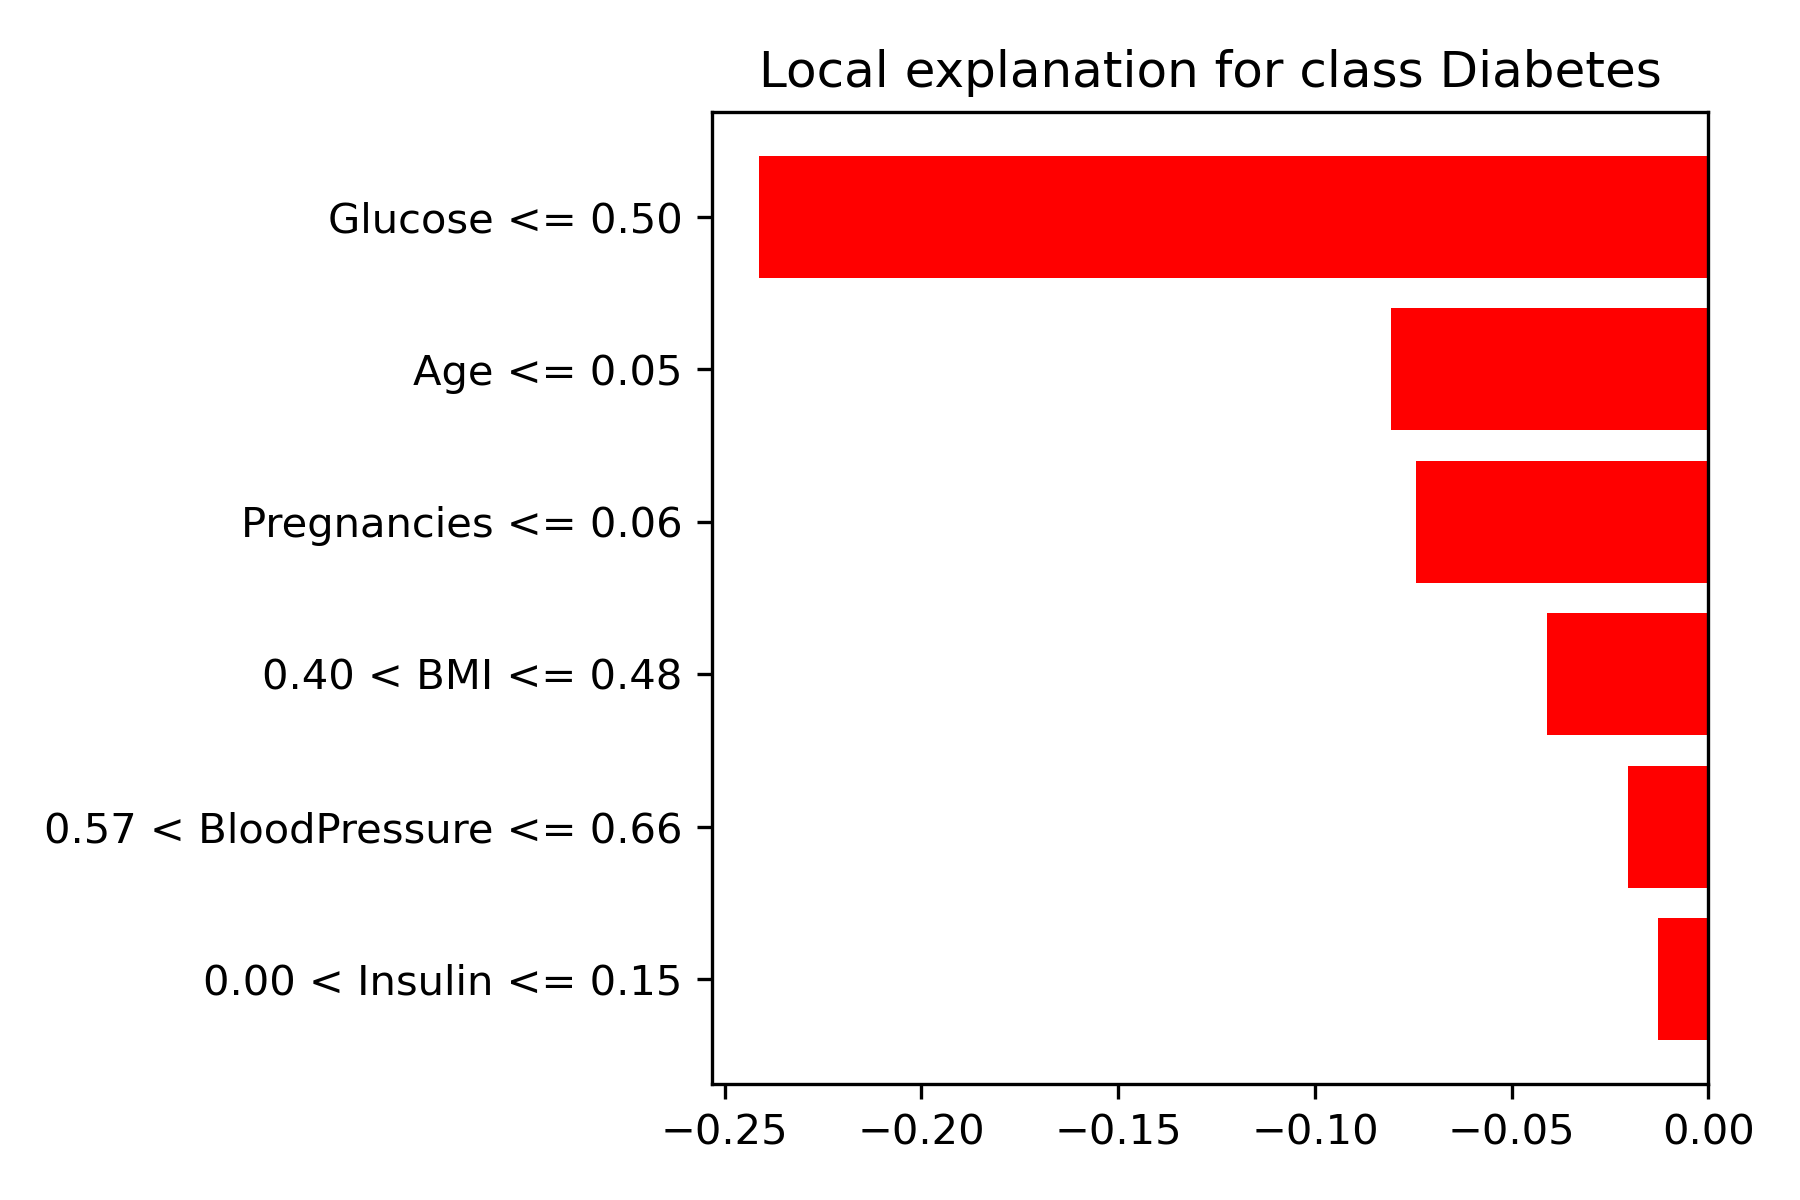 Local explanation for class Diabetes
Glucose <= 0.50
Age <= 0.05
Pregnancies <= 0.06
0.40 < BMI <= 0.48
0.57 < BloodPressure <= 0.66
0.00 < Insulin <= 0.15
−0.25 −0.20 −0.15 −0.10 −0.05 0.00